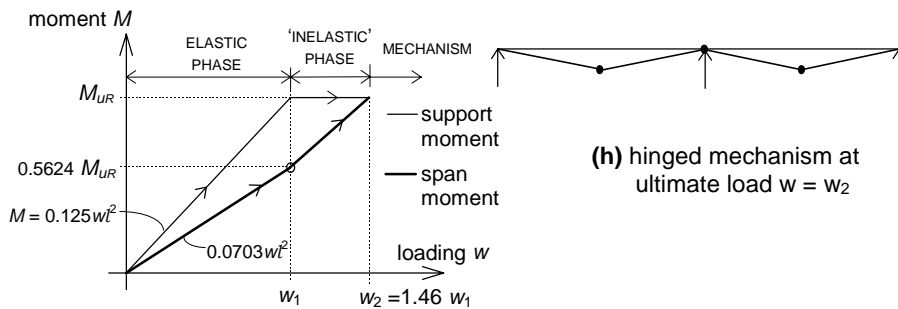 moment M
ELASTIC
PHASE
‘INELASTIC’
PHASE
MECHANISM
M_uR
0.5624 M_uR
M = 0.125wl²
0.0703wl²
support
moment
span
moment
loading w
w₁
w₂ =1.46 w₁
(h) hinged mechanism at
ultimate load w = w₂